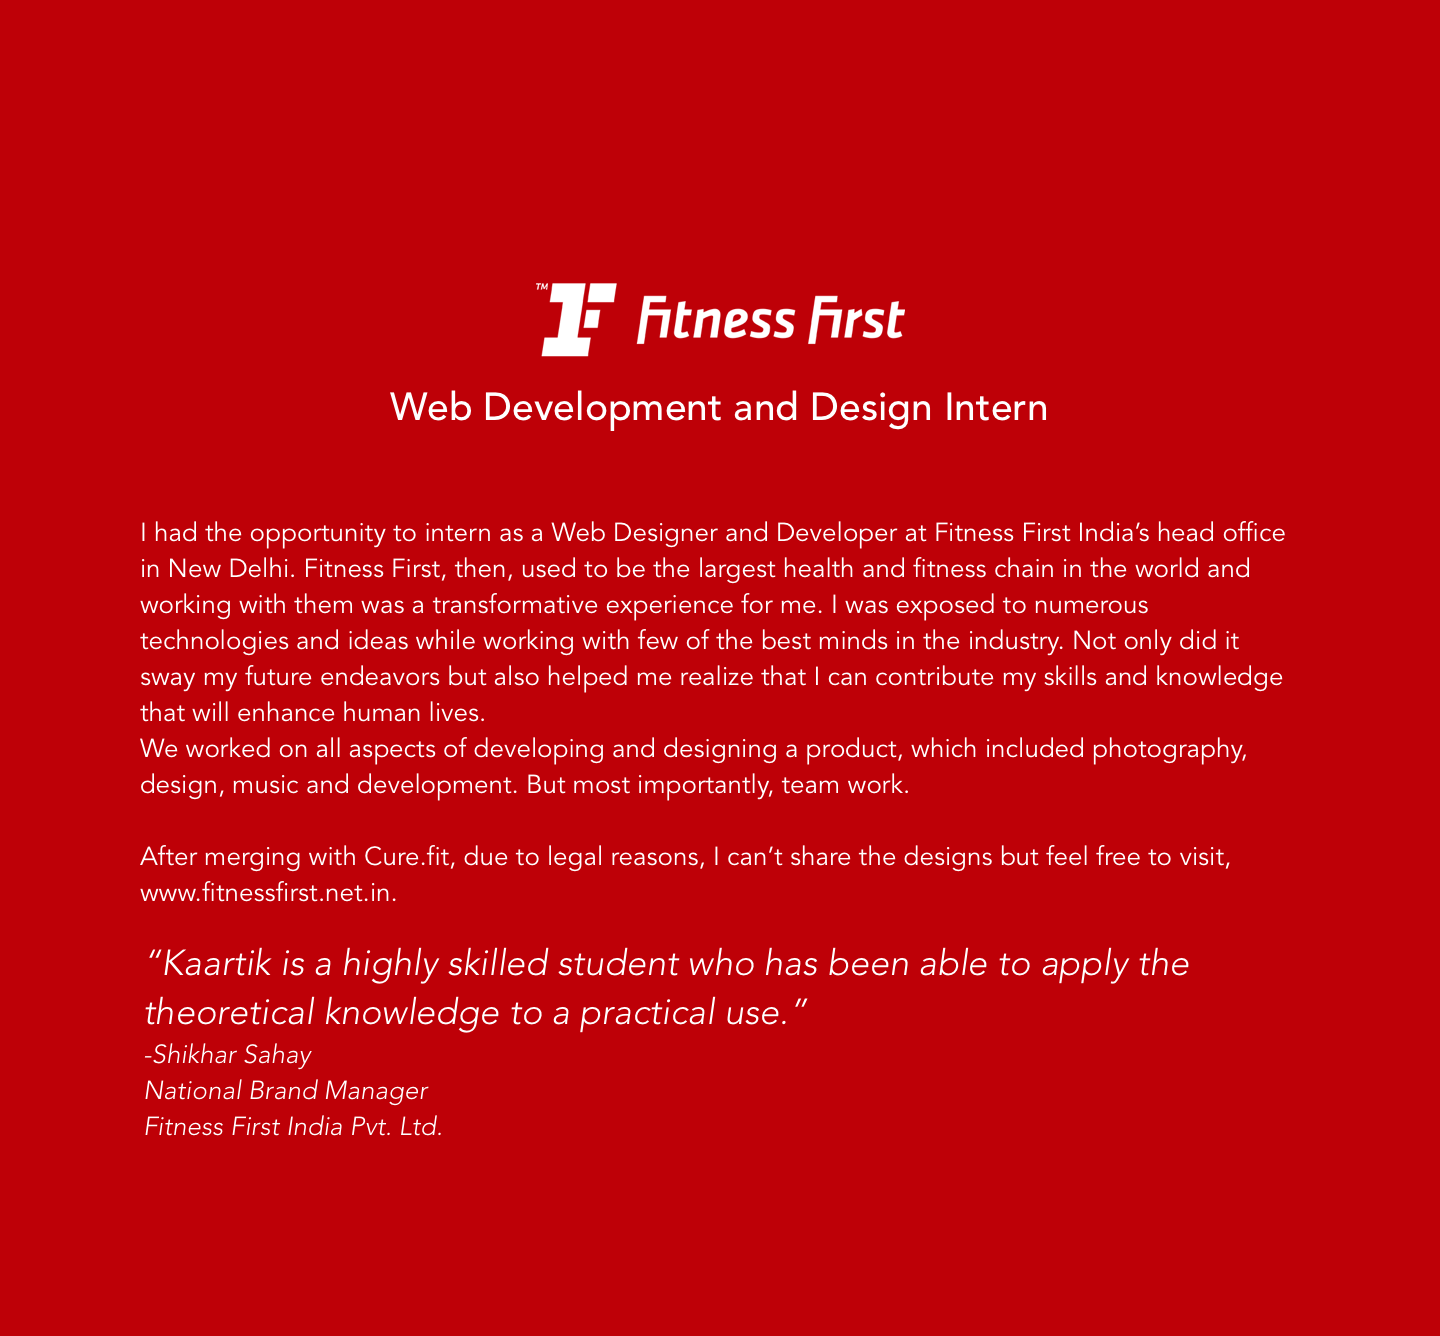 ™ Fitness First
Web Development and Design Intern
I had the opportunity to intern as a Web Designer and Developer at Fitness First India’s head office
in New Delhi. Fitness First, then, used to be the largest health and fitness chain in the world and
working with them was a transformative experience for me. I was exposed to numerous
technologies and ideas while working with few of the best minds in the industry. Not only did it
sway my future endeavors but also helped me realize that I can contribute my skills and knowledge
that will enhance human lives.
We worked on all aspects of developing and designing a product, which included photography,
design, music and development. But most importantly, team work.
After merging with Cure.fit, due to legal reasons, I can’t share the designs but feel free to visit,
www.fitnessfirst.net.in.
“Kaartik is a highly skilled student who has been able to apply the
theoretical knowledge to a practical use.”
-Shikhar Sahay
National Brand Manager
Fitness First India Pvt. Ltd.